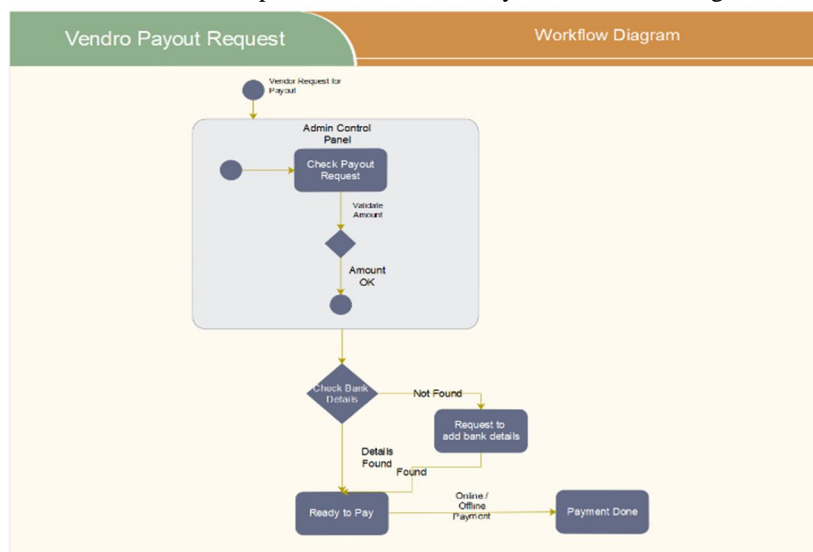 Vendro Payout Request
Workflow Diagram
Vendor Request for
Payout
Admin Control
Panel
Check Payout
Request
Validate
Amount
Amount
OK
Check Bank
Details
Not Found
Request to
add bank details
Details
Found
Found
Ready to Pay
Online /
Offline
Payment
Payment Done